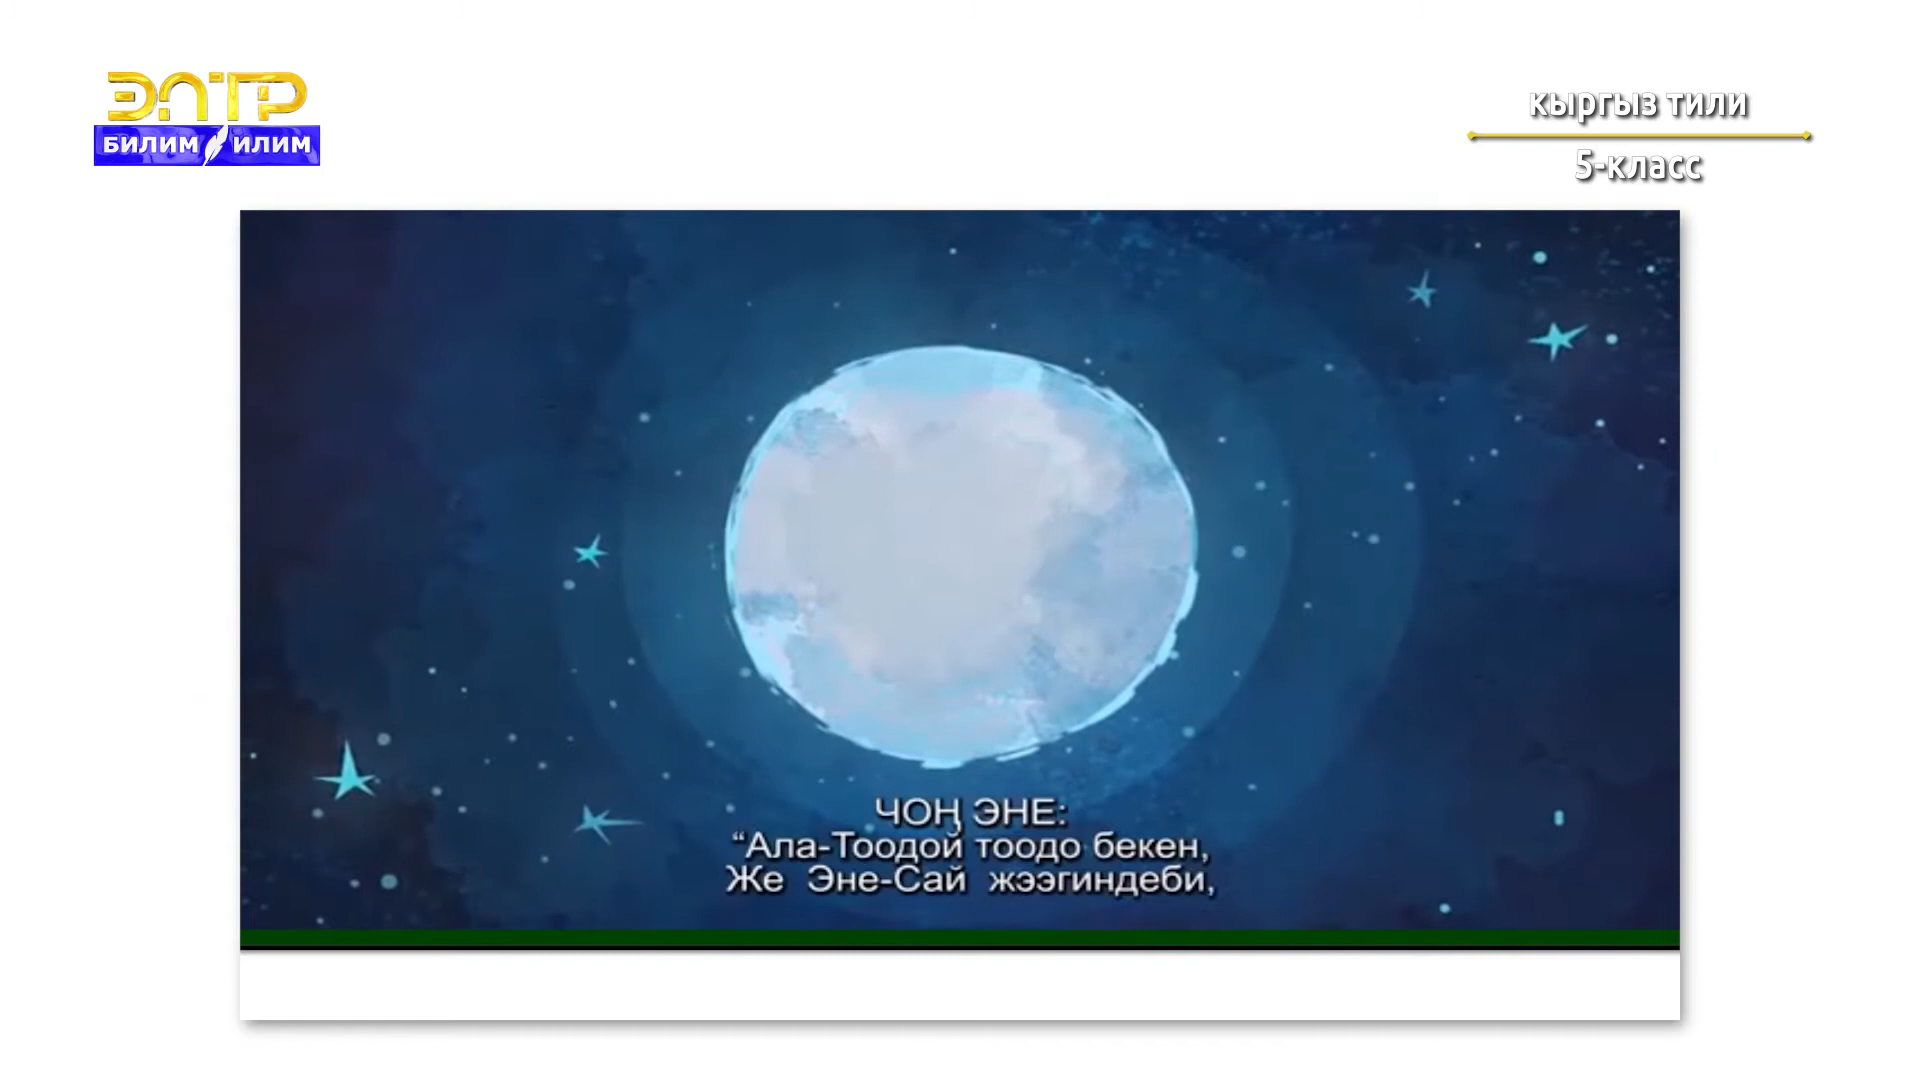 ЭЛТР
БИЛИМ ИЛИМ
кыргыз тили
5-класс
ЧОҢ ЭНЕ:
“Ала-Тоодой тоодо бекен,
Же Эне-Сай жээгиндеби,